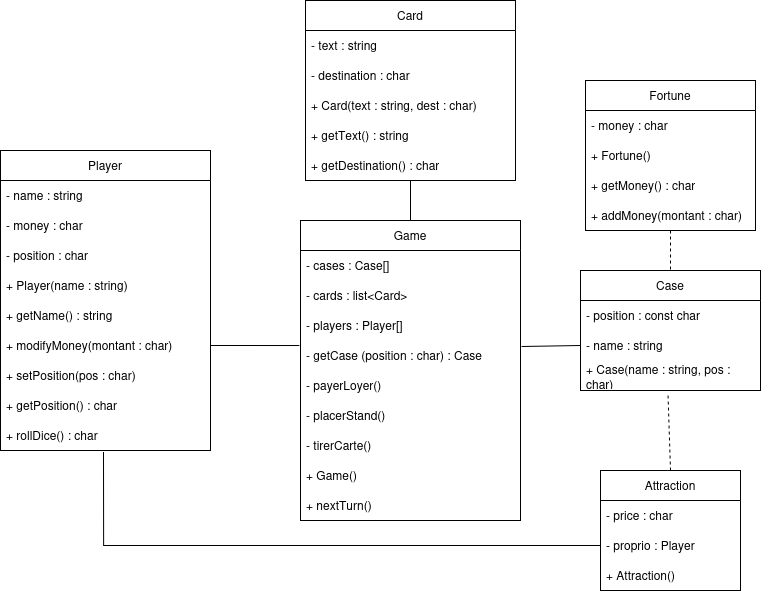 Card
- text : string
- destination : char
+ Card(text : string, dest : char)
+ getText() : string
+ getDestination() : char
Fortune
- money : char
+ Fortune()
+ getMoney() : char
+ addMoney(montant : char)
Player
- name : string
- money : char
- position : char
+ Player(name : string)
+ getName() : string
+ modifyMoney(montant : char)
+ setPosition(pos : char)
+ getPosition() : char
+ rollDice() : char
Game
- cases : Case[]
- cards : list<Card>
- players : Player[]
- getCase (position : char) : Case
- payerLoyer()
- placerStand()
- tirerCarte()
+ Game()
+ nextTurn()
Case
- position : const char
- name : string
+ Case(name : string, pos :
char)
Attraction
- price : char
- proprio : Player
+ Attraction()